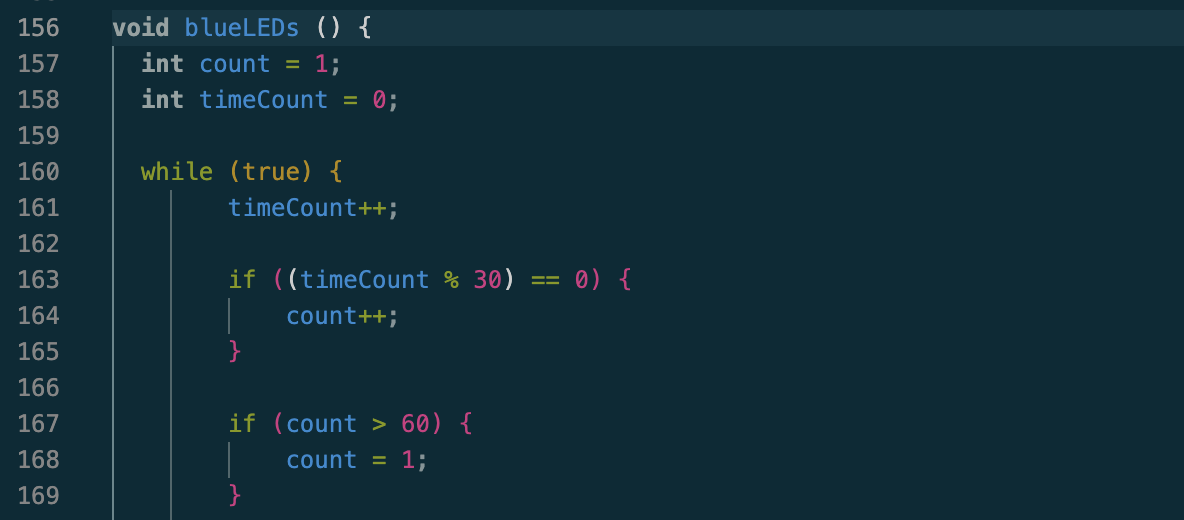 156 void blueLEDs () {
157 int count = 1;
158 int timeCount = 0;
159
160 while (true) {
161 timeCount++;
162
163 if ((timeCount % 30) == 0) {
164 count++;
165 }
166
167 if (count > 60) {
168 count = 1;
169 }